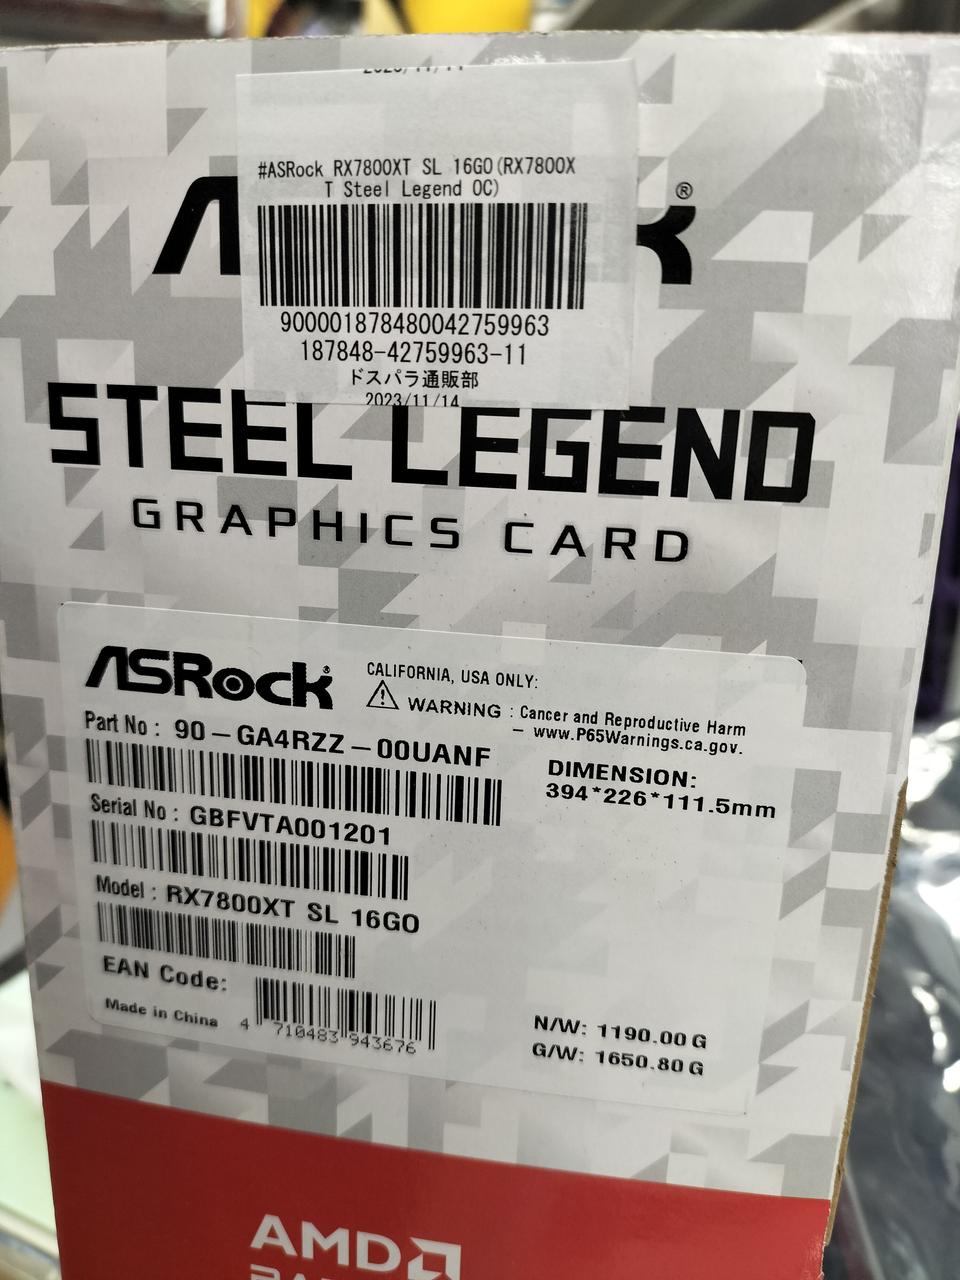 #ASRock RX7800XT SL 16GO(RX7800X
T Steel Legend OC)
900001878480042759963
187848-42759963-11
ドスパラ通販部
2023/11/14
®
STEEL LEGEND
GRAPHICS CARD
ASRock®
CALIFORNIA, USA ONLY:
WARNING : Cancer and Reproductive Harm
– www.P65Warnings.ca.gov.
Part No : 90-GA4RZZ-00UANF
DIMENSION:
394*226*111.5mm
Serial No : GBFVTA001201
Model : RX7800XT SL 16GO
EAN Code:
4 710483 943676
Made in China
N/W: 1190.00 G
G/W: 1650.80 G
AMD